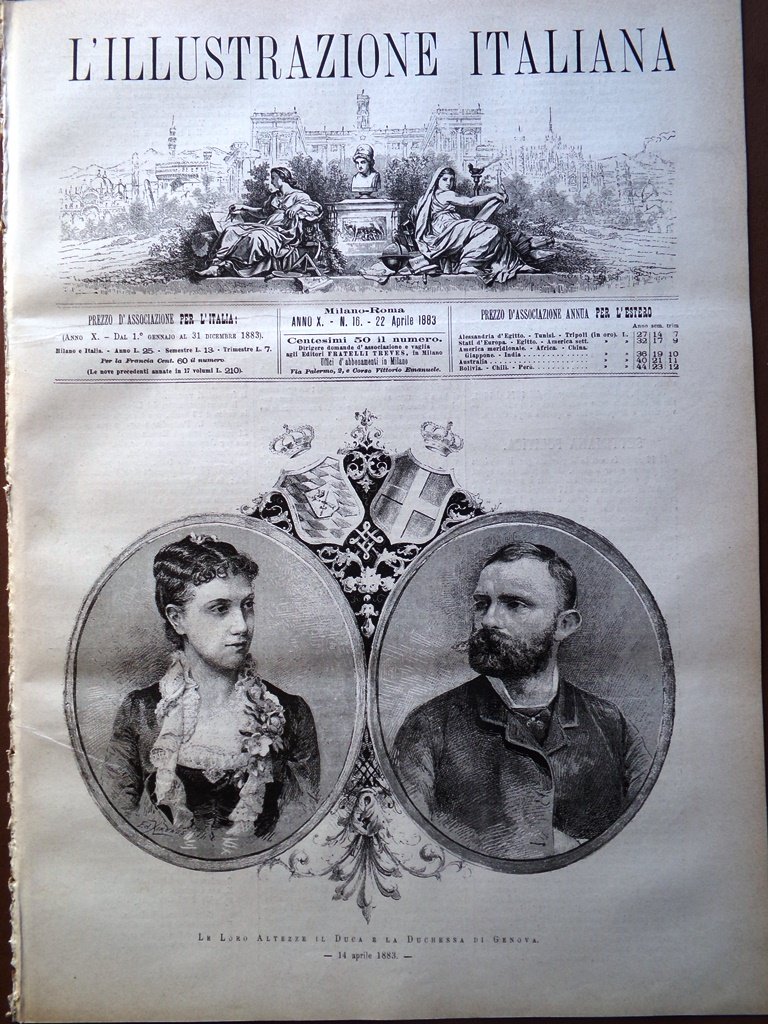 L'ILLUSTRAZIONE ITALIANA
PREZZO D'ASSOCIAZIONE PER L'ITALIA:
(ANNO X. - DAL 1.° GENNAIO AL 31 DICEMBRE 1883).
Milano e Italia. - Anno L. 25. - Semestre L. 13. - Trimestre L. 7.
Per la Francia Cent. 60 il numero
(Le nove precedenti annate in 17 volumi L. 210).
Milano-Roma
ANNO X. - N. 16. - 22 Aprile 1883
Centesimi 50 il numero.
Dirigere domande d'associazione e vaglia
agli Editori FRATELLI TREVES, in Milano
Uffici d'abbonamenti in Milano
Via Palermo, 2, e Corso Vittorio Emanuele.
PREZZO D'ASSOCIAZIONE ANNUA PER L'ESTERO
Anno sem. trim
Alessandria d'Egitto. - Tunisi. - Tripoli (in oro). L. 27 14 7
Stati d'Europa. - Egitto. - America sett. » » 32 17 9
America meridionale. - Africa. - China.
Giappone. - India » » 36 19 10
Australia » » 40 21 11
Bolivia. - Chilì. - Perù. » » 44 23 12
LE LORO ALTEZZE IL DUCA E LA DUCHESSA DI GENOVA.
— 14 aprile 1883. —